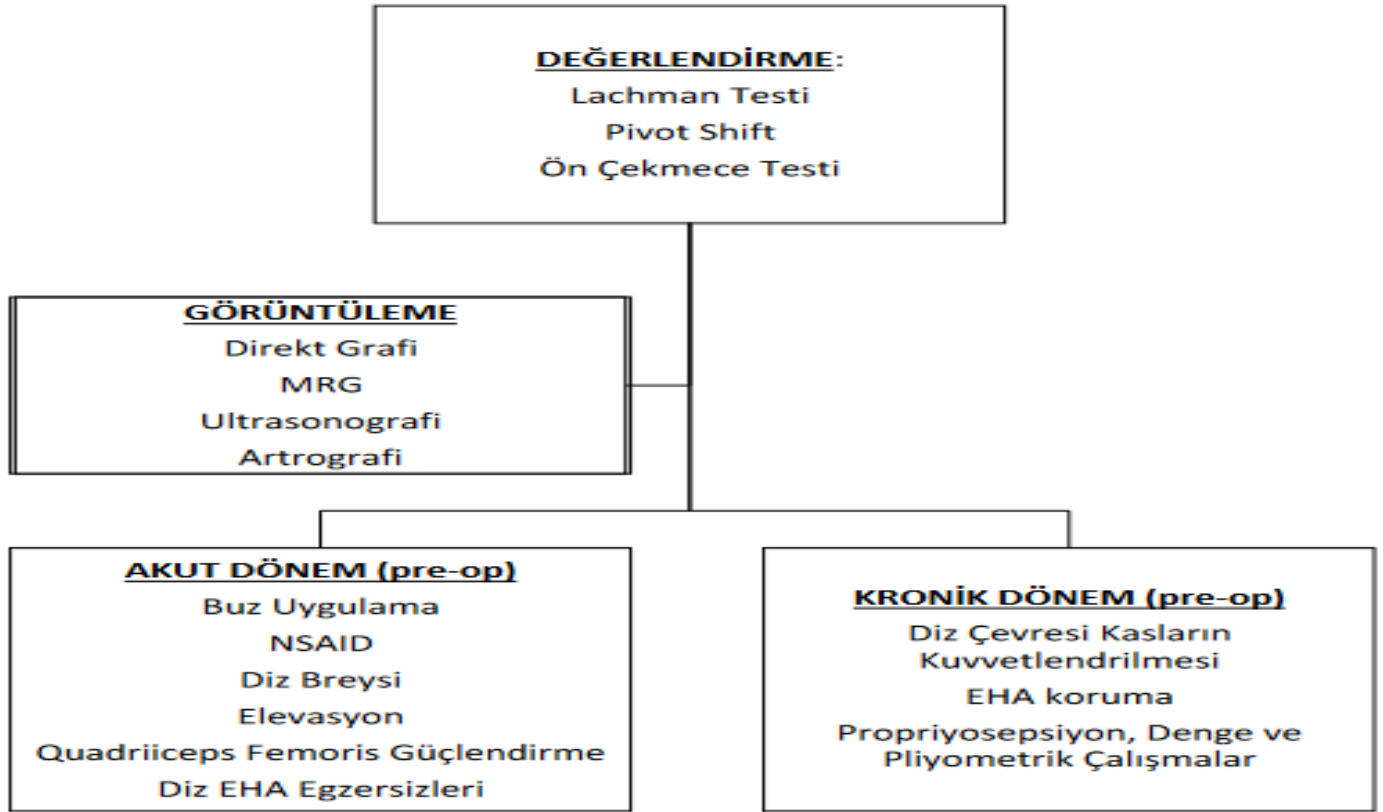 DEĞERLENDİRME:
Lachman Testi
Pivot Shift
Ön Çekmece Testi
GÖRÜNTÜLEME
Direkt Grafi
MRG
Ultrasonografi
Artrografi
AKUT DÖNEM (pre-op)
Buz Uygulama
NSAID
Diz Breysi
Elevasyon
Quadriiceps Femoris Güçlendirme
Diz EHA Egzersizleri
KRONİK DÖNEM (pre-op)
Diz Çevresi Kasların
Kuvvetlendrilmesi
EHA koruma
Propriyosepsiyon, Denge ve
Pliyometrik Çalışmalar